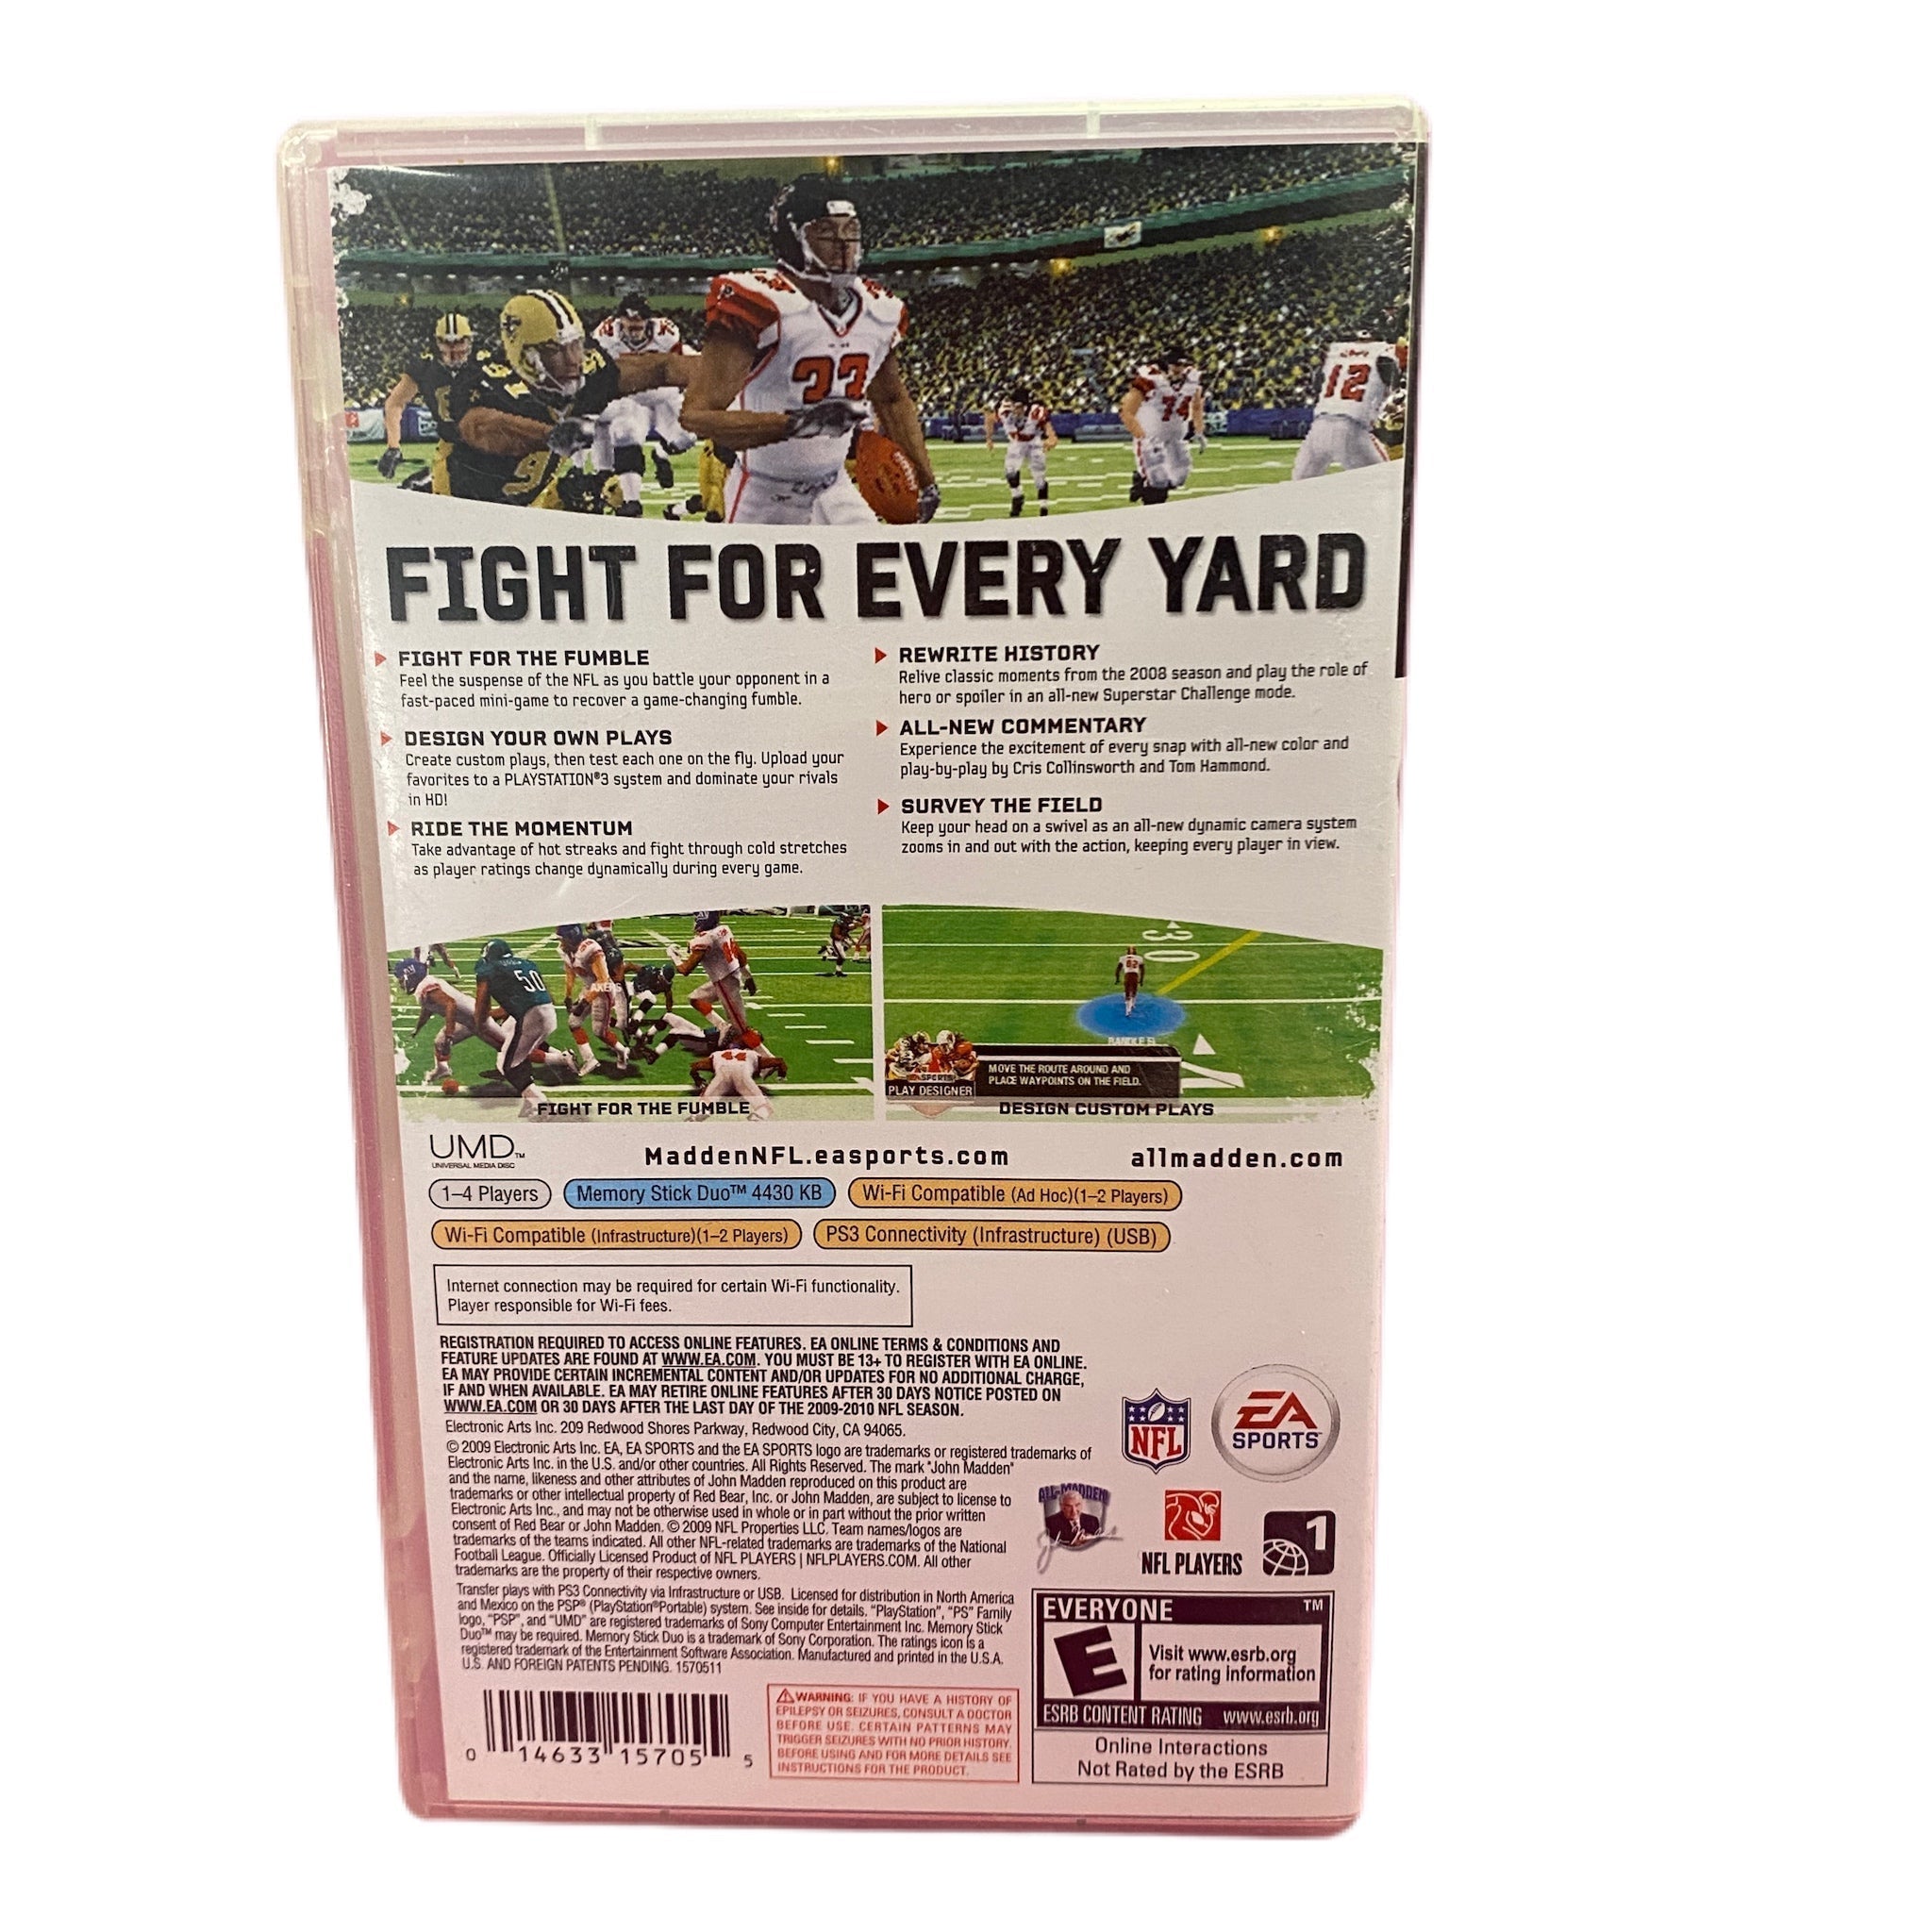 33
74
12
9
FIGHT FOR EVERY YARD
FIGHT FOR THE FUMBLE
Feel the suspense of the NFL as you battle your opponent in a
fast-paced mini-game to recover a game-changing fumble.
DESIGN YOUR OWN PLAYS
Create custom plays, then test each one on the fly. Upload your
favorites to a PLAYSTATION®3 system and dominate your rivals
in HD!
RIDE THE MOMENTUM
Take advantage of hot streaks and fight through cold stretches
as player ratings change dynamically during every game.
REWRITE HISTORY
Relive classic moments from the 2008 season and play the role of
hero or spoiler in an all-new Superstar Challenge mode.
ALL-NEW COMMENTARY
Experience the excitement of every snap with all-new color and
play-by-play by Cris Collinsworth and Tom Hammond.
SURVEY THE FIELD
Keep your head on a swivel as an all-new dynamic camera system
zooms in and out with the action, keeping every player in view.
50
AKERS
FIGHT FOR THE FUMBLE
30
82
EA SPORTS
PLAY DESIGNER
MOVE THE ROUTE AROUND AND
PLACE WAYPOINTS ON THE FIELD.
DESIGN CUSTOM PLAYS
UMD™
UNIVERSAL MEDIA DISC
MaddenNFL.easports.com
allmadden.com
1–4 Players
Memory Stick Duo™ 4430 KB
Wi-Fi Compatible (Ad Hoc)(1–2 Players)
Wi-Fi Compatible (Infrastructure)(1–2 Players)
PS3 Connectivity (Infrastructure) (USB)
Internet connection may be required for certain Wi-Fi functionality.
Player responsible for Wi-Fi fees.
REGISTRATION REQUIRED TO ACCESS ONLINE FEATURES. EA ONLINE TERMS & CONDITIONS AND
FEATURE UPDATES ARE FOUND AT WWW.EA.COM. YOU MUST BE 13+ TO REGISTER WITH EA ONLINE.
EA MAY PROVIDE CERTAIN INCREMENTAL CONTENT AND/OR UPDATES FOR NO ADDITIONAL CHARGE,
IF AND WHEN AVAILABLE. EA MAY RETIRE ONLINE FEATURES AFTER 30 DAYS NOTICE POSTED ON
WWW.EA.COM OR 30 DAYS AFTER THE LAST DAY OF THE 2009-2010 NFL SEASON.
Electronic Arts Inc. 209 Redwood Shores Parkway, Redwood City, CA 94065.
© 2009 Electronic Arts Inc. EA, EA SPORTS and the EA SPORTS logo are trademarks or registered trademarks of
Electronic Arts Inc. in the U.S. and/or other countries. All Rights Reserved. The mark "John Madden"
and the name, likeness and other attributes of John Madden reproduced on this product are
trademarks or other intellectual property of Red Bear, Inc. or John Madden, are subject to license to
Electronic Arts Inc., and may not be otherwise used in whole or in part without the prior written
consent of Red Bear or John Madden. © 2009 NFL Properties LLC. Team names/logos are
trademarks of the teams indicated. All other NFL-related trademarks are trademarks of the National
Football League. Officially Licensed Product of NFL PLAYERS | NFLPLAYERS.COM. All other
trademarks are the property of their respective owners.
Transfer plays with PS3 Connectivity via Infrastructure or USB. Licensed for distribution in North America
and Mexico on the PSP® (PlayStation®Portable) system. See inside for details. "PlayStation", "PS" Family
logo, "PSP", and "UMD" are registered trademarks of Sony Computer Entertainment Inc. Memory Stick
Duo™ may be required. Memory Stick Duo is a trademark of Sony Corporation. The ratings icon is a
registered trademark of the Entertainment Software Association. Manufactured and printed in the U.S.A.
U.S. AND FOREIGN PATENTS PENDING. 1570511
NFL
EA
SPORTS™
ALL-MADDEN
NFL PLAYERS
1
EVERYONE ™
E
Visit www.esrb.org
for rating information
ESRB CONTENT RATING www.esrb.org
Online Interactions
Not Rated by the ESRB
0 14633 15705 5
WARNING: IF YOU HAVE A HISTORY OF
EPILEPSY OR SEIZURES, CONSULT A DOCTOR
BEFORE USE. CERTAIN PATTERNS MAY
TRIGGER SEIZURES WITH NO PRIOR HISTORY.
BEFORE USING AND FOR MORE DETAILS SEE
INSTRUCTIONS FOR THE PRODUCT.